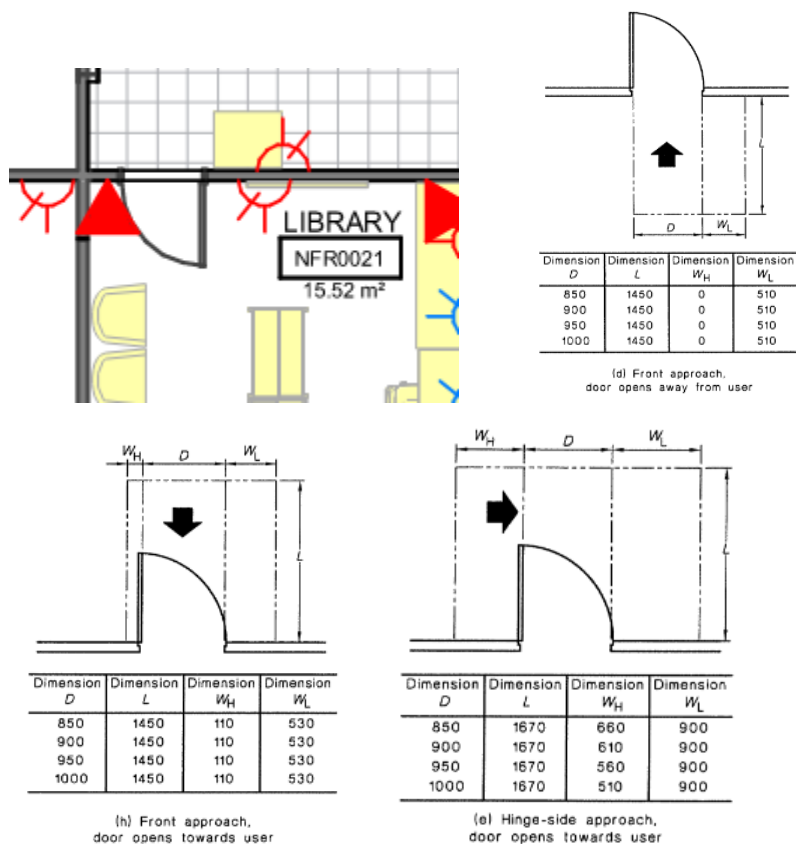 LIBRARY
NFR0021
15.52 m²
L
D
WL
Dimension D Dimension L Dimension WH Dimension WL
850 1450 0 510
900 1450 0 510
950 1450 0 510
1000 1450 0 510
(d) Front approach,
door opens away from user
WH D WL
L
Dimension D Dimension L Dimension WH Dimension WL
850 1450 110 530
900 1450 110 530
950 1450 110 530
1000 1450 110 530
(h) Front approach,
door opens towards user
WH D WL
L
Dimension D Dimension L Dimension WH Dimension WL
850 1670 660 900
900 1670 610 900
950 1670 560 900
1000 1670 510 900
(e) Hinge-side approach,
door opens towards user